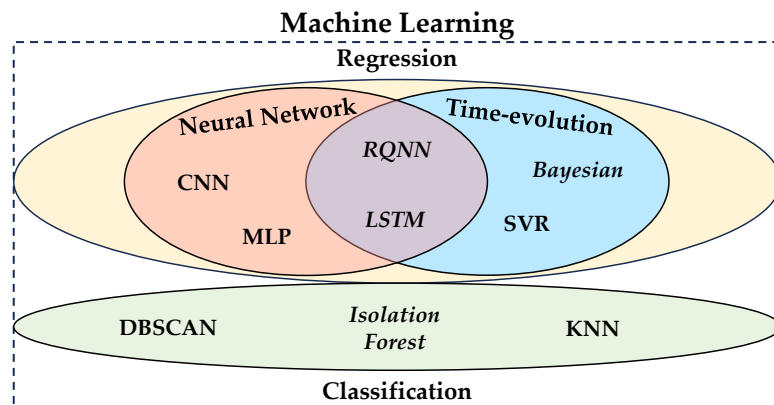 Machine Learning
Regression
Neural Network
Time-evolution
RQNN
Bayesian
CNN
LSTM
SVR
MLP
DBSCAN
Isolation
Forest
KNN
Classification